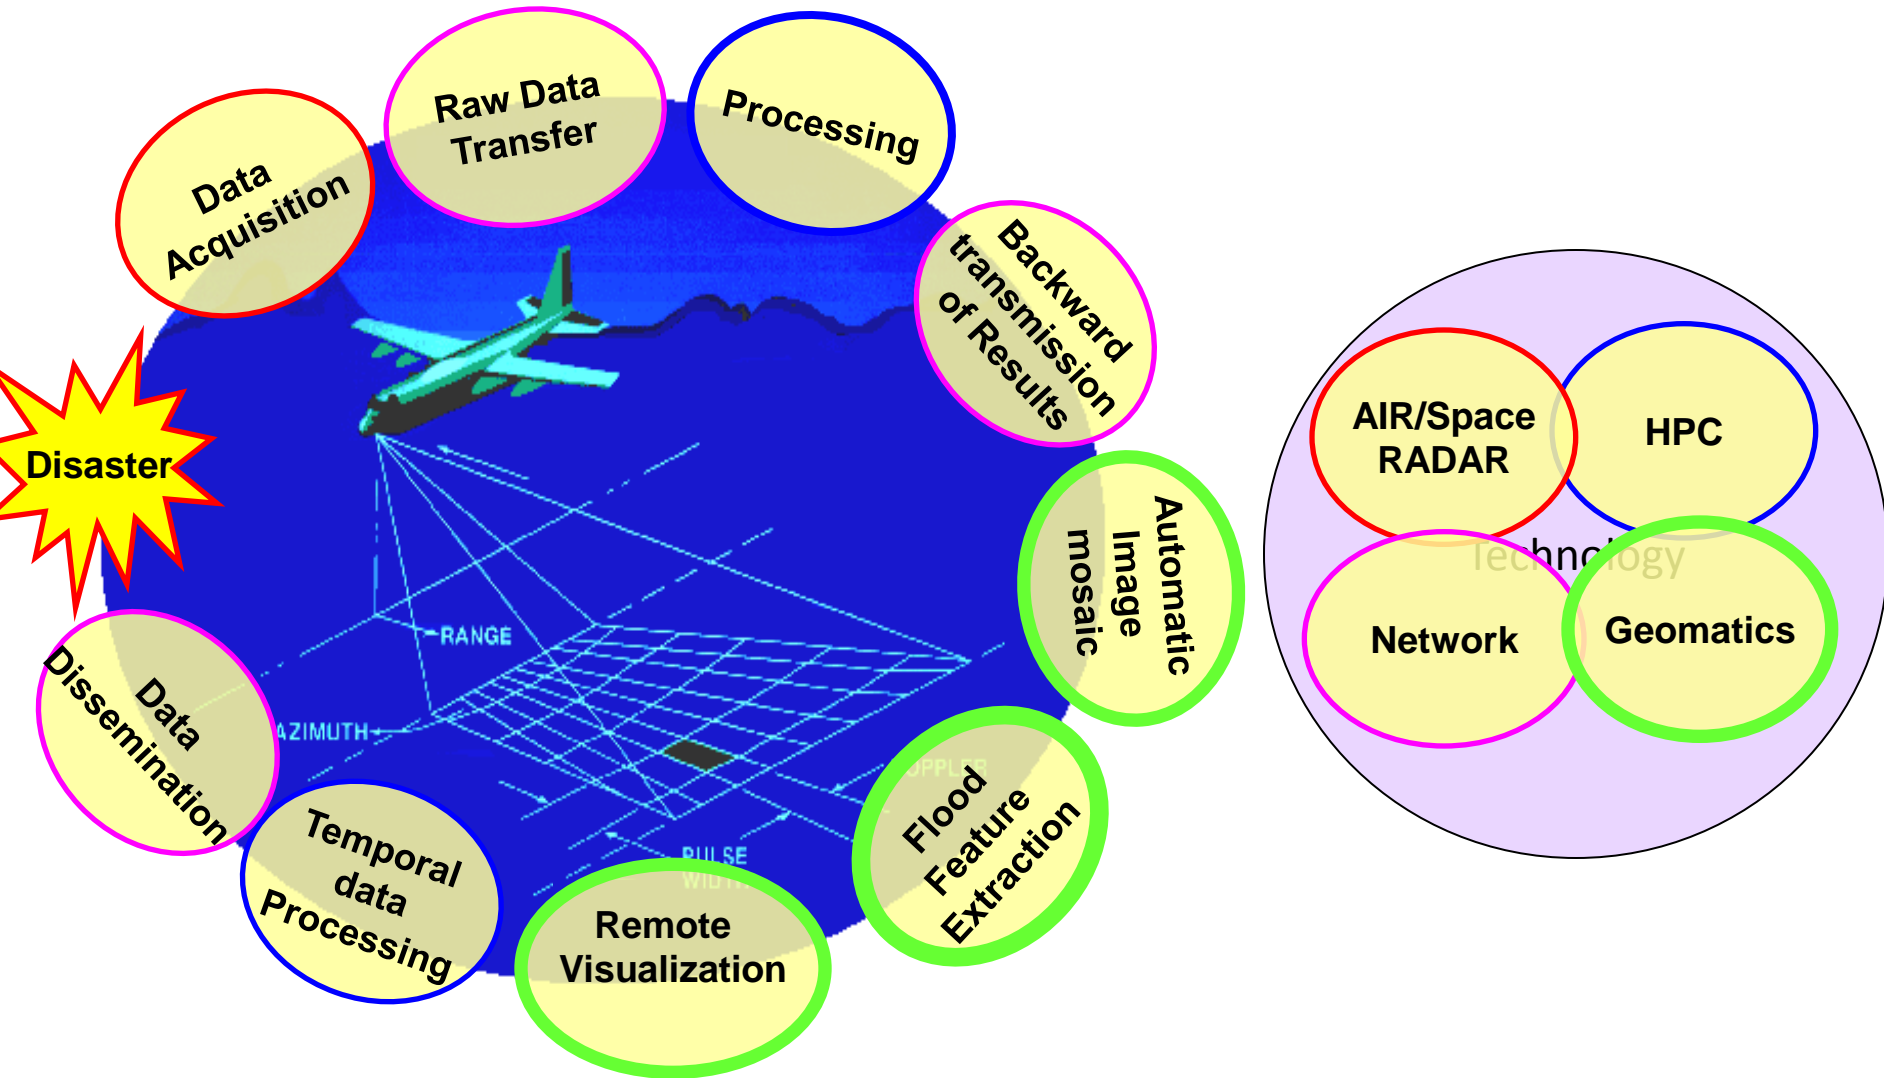 Data
Acquisition
Raw Data
Transfer
Processing
Backward
transmission
of Results
Automatic
Image
mosaic
Flood
Feature
Extraction
Remote
Visualization
Temporal
data
Processing
Data
Dissemination
Disaster
RANGE
AZIMUTH
PULSE
AIR/Space
RADAR
HPC
Technology
Network
Geomatics